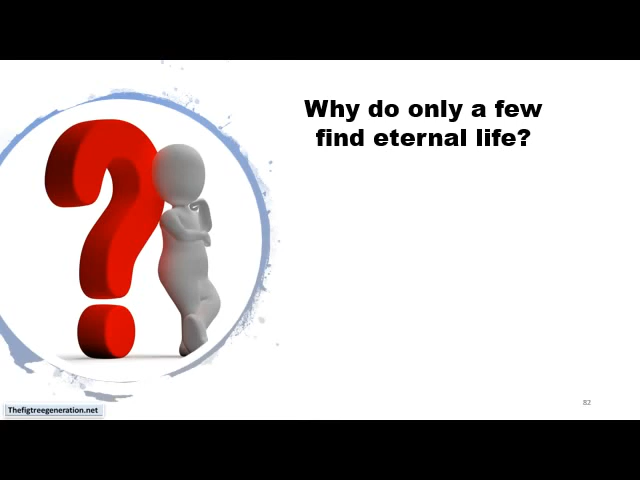 Why do only a few
find eternal life?
Thefigtreegeneration.net
82